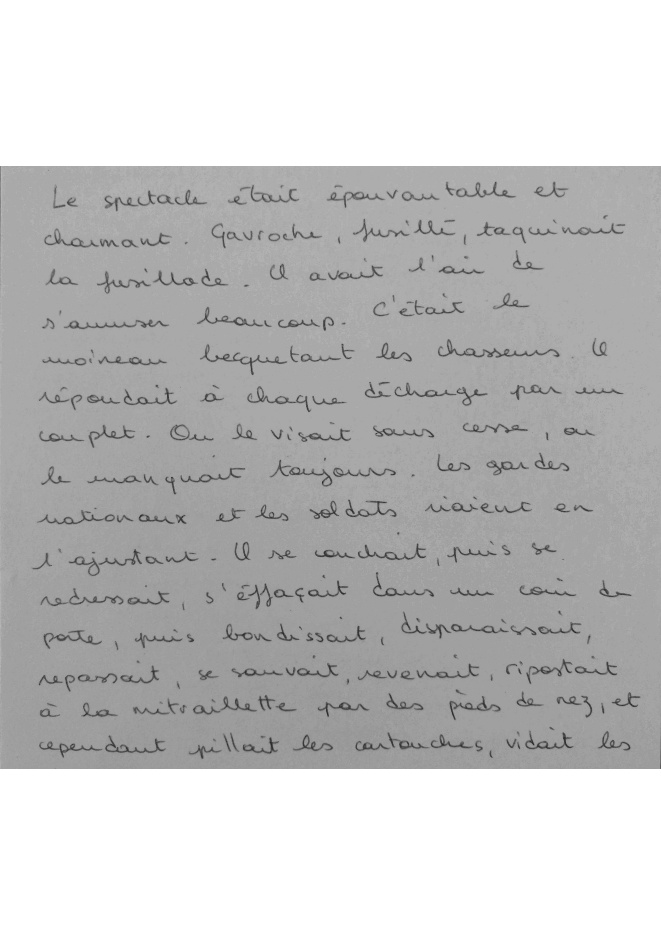 Le spectacle était épouvantable et
charmant. Gavroche, fusillé, taquinait
la fusillade. Il avait l'air de
s'amuser beaucoup. C'était le
moineau becquetant les chasseurs. Il
répondait à chaque décharge par un
couplet. On le visait sans cesse, on
le manquait toujours. Les gardes
nationaux et les soldats riaient en
l'ajustant. Il se couchait, puis se
redressait, s'éffaçait dans un coin de
porte, puis bondissait, disparaissait,
repassait, se sauvait, revenait, ripostait
à la mitraillette par des pieds de nez, et
cependant pillait les cartouches, vidait les